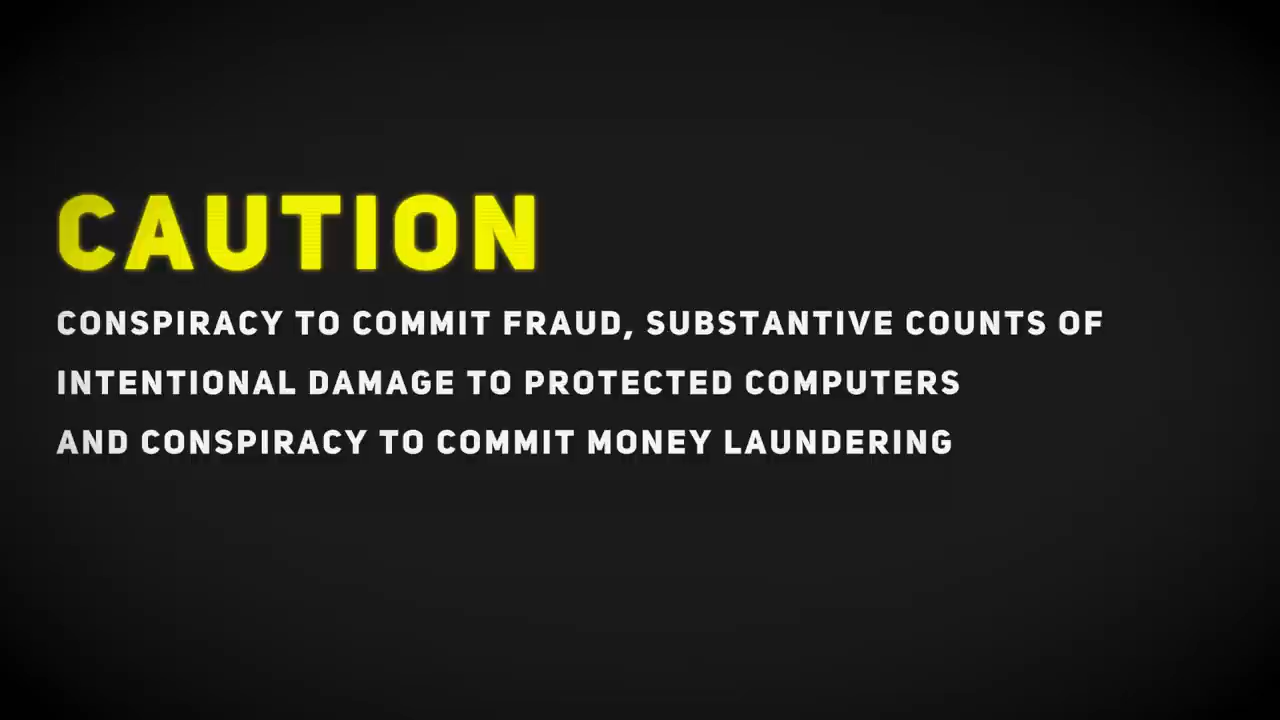 CAUTION
CONSPIRACY TO COMMIT FRAUD, SUBSTANTIVE COUNTS OF
INTENTIONAL DAMAGE TO PROTECTED COMPUTERS
AND CONSPIRACY TO COMMIT MONEY LAUNDERING